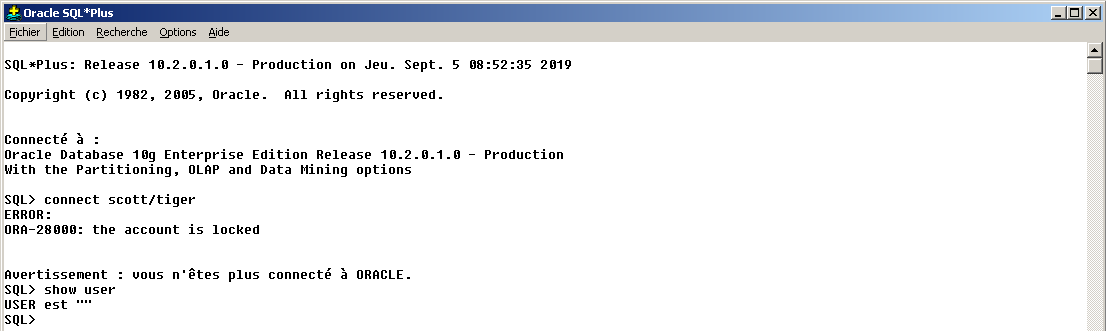 Oracle SQL*Plus
Fichier Edition Recherche Options Aide
SQL*Plus: Release 10.2.0.1.0 - Production on Jeu. Sept. 5 08:52:35 2019
Copyright (c) 1982, 2005, Oracle.  All rights reserved.
Connecté à :
Oracle Database 10g Enterprise Edition Release 10.2.0.1.0 - Production
With the Partitioning, OLAP and Data Mining options
SQL> connect scott/tiger
ERROR:
ORA-28000: the account is locked
Avertissement : vous n'êtes plus connecté à ORACLE.
SQL> show user
USER est ""
SQL>